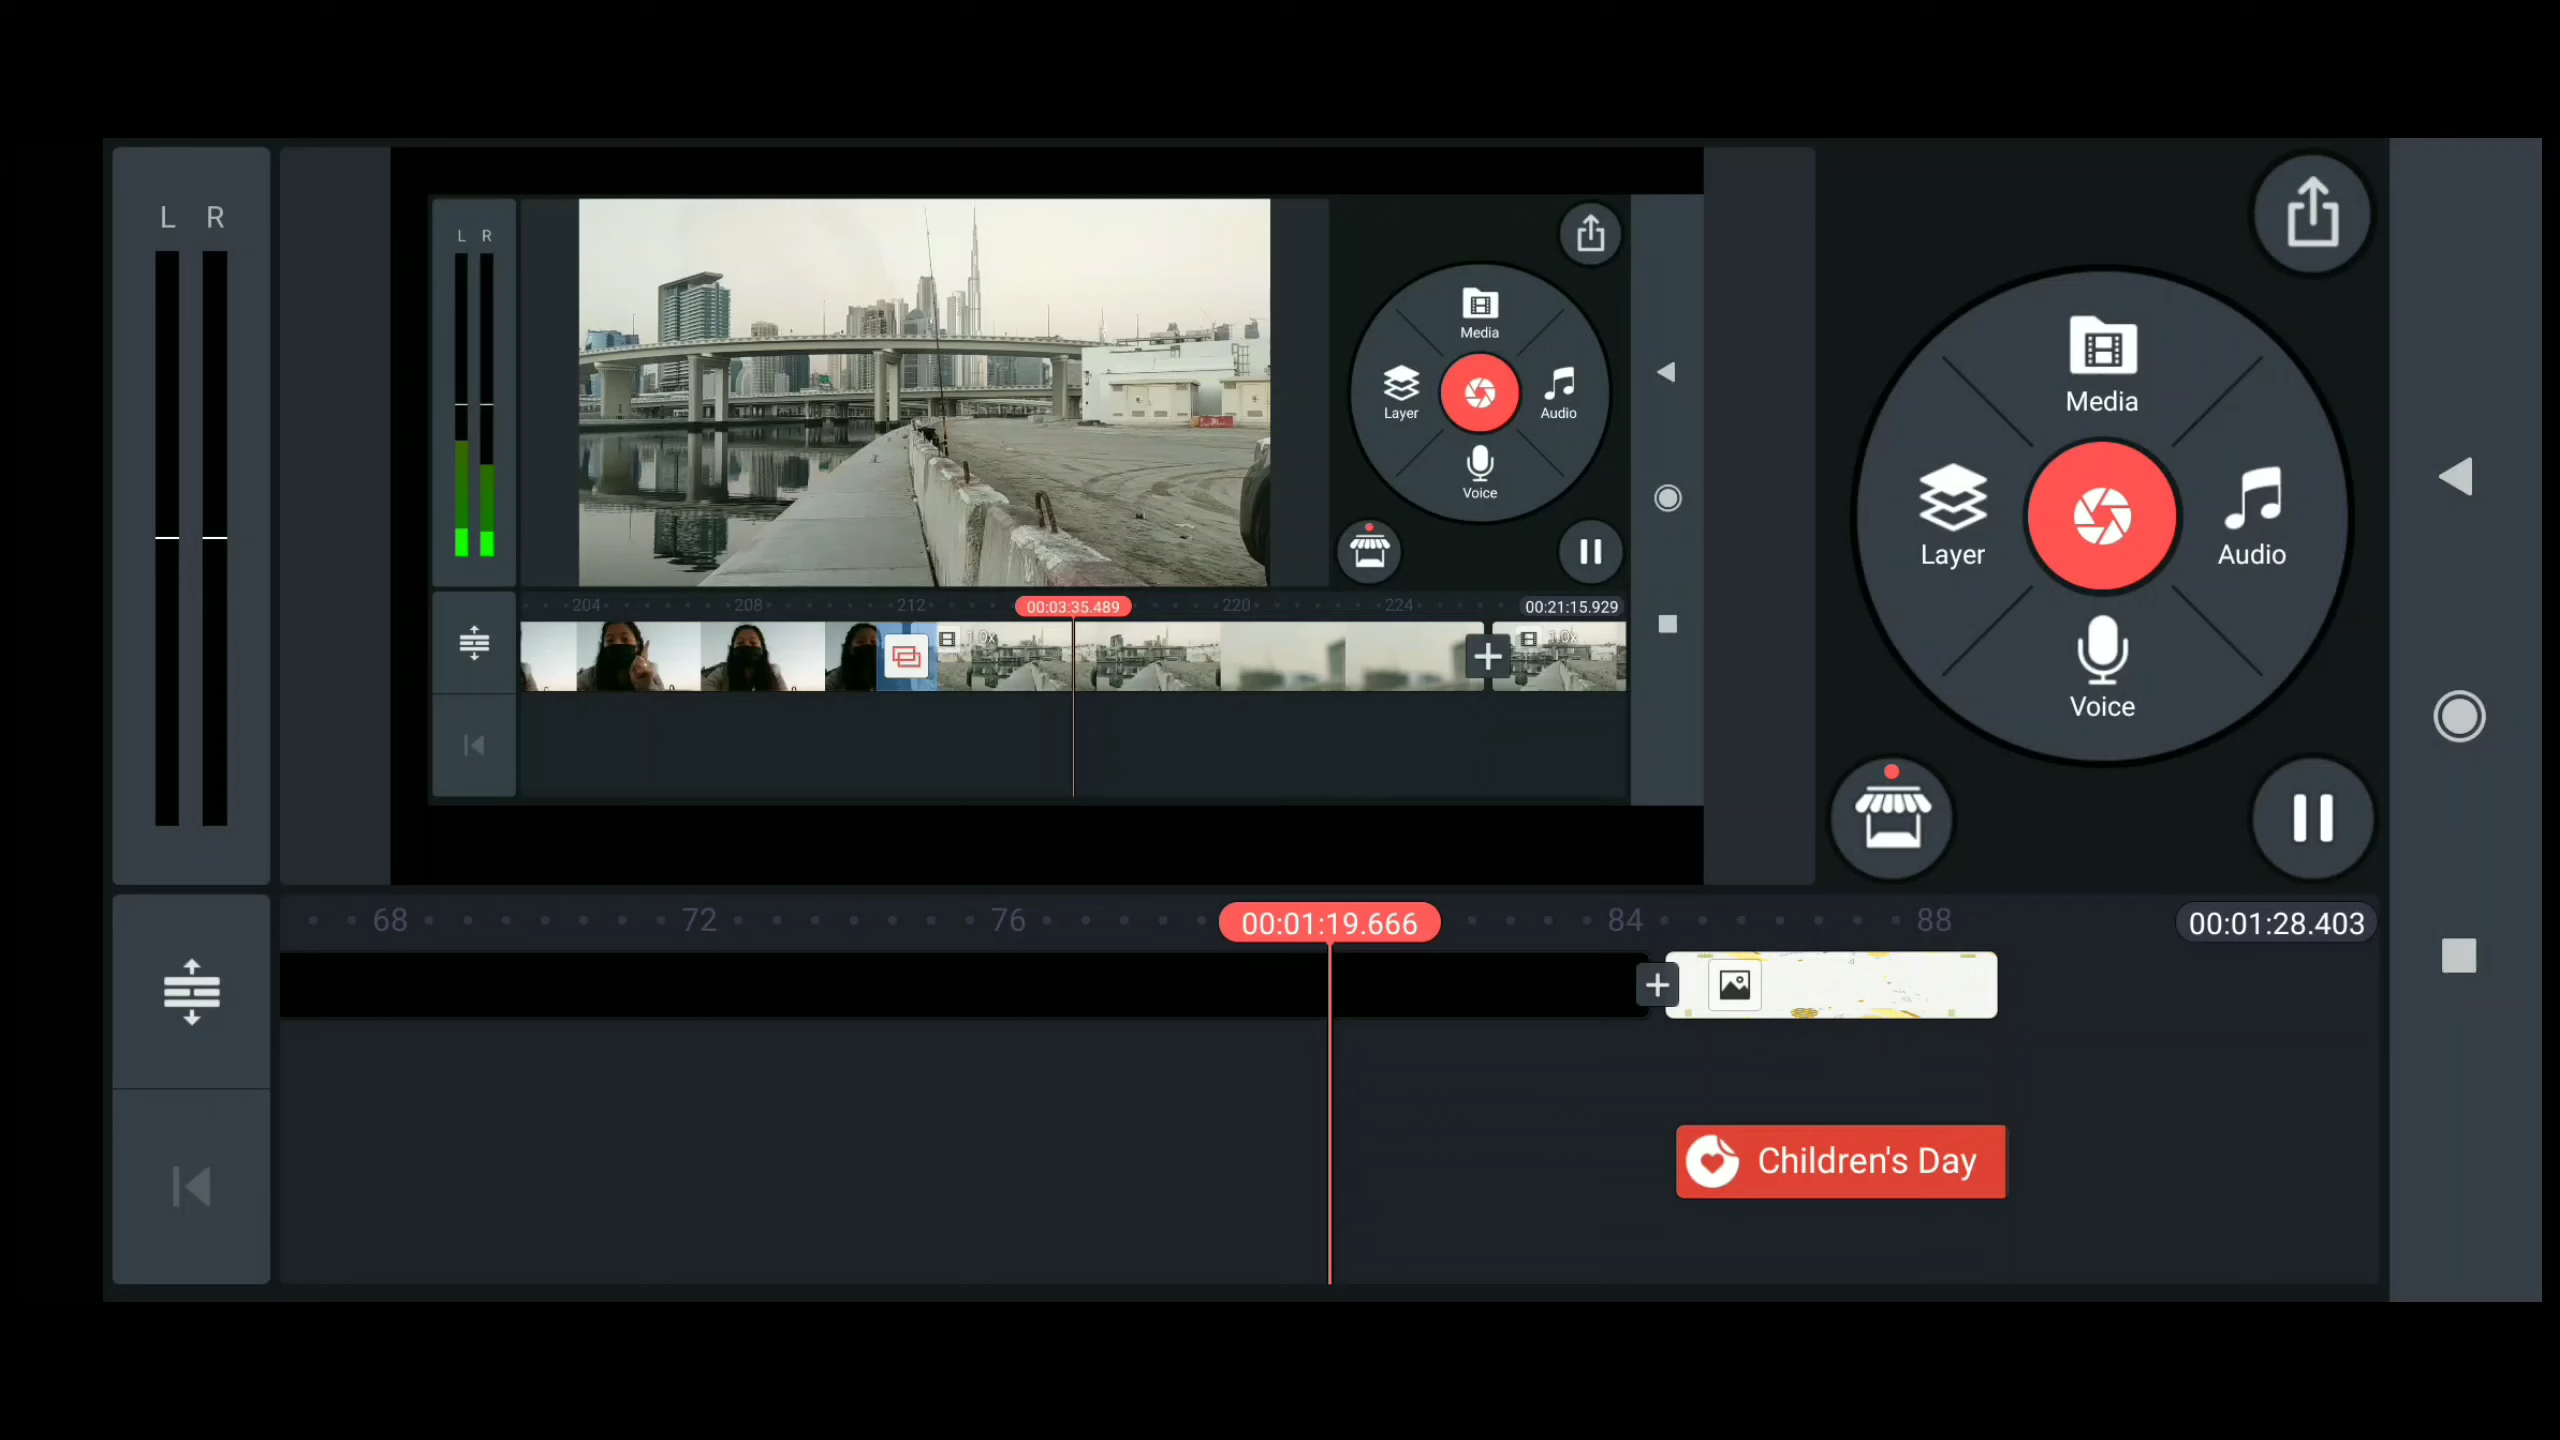 L R
Media
Layer
Audio
Voice
L R
Media
Layer
Audio
Voice
204 208 212 00:03:35.489 220 224 00:21:15.929
1.0x 1.0x
68 72 76 00:01:19.666 84 88 00:01:28.403
Children's Day